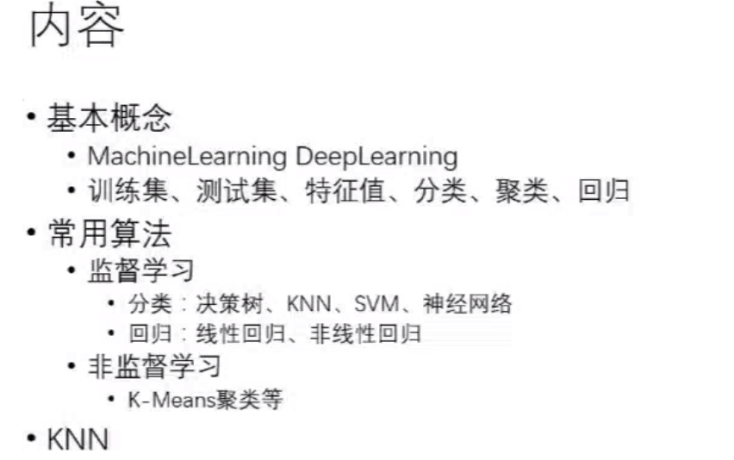 内容
• 基本概念
• MachineLearning DeepLearning
• 训练集、测试集、特征值、分类、聚类、回归
• 常用算法
• 监督学习
• 分类：决策树、KNN、SVM、神经网络
• 回归：线性回归、非线性回归
• 非监督学习
• K-Means聚类等
• KNN